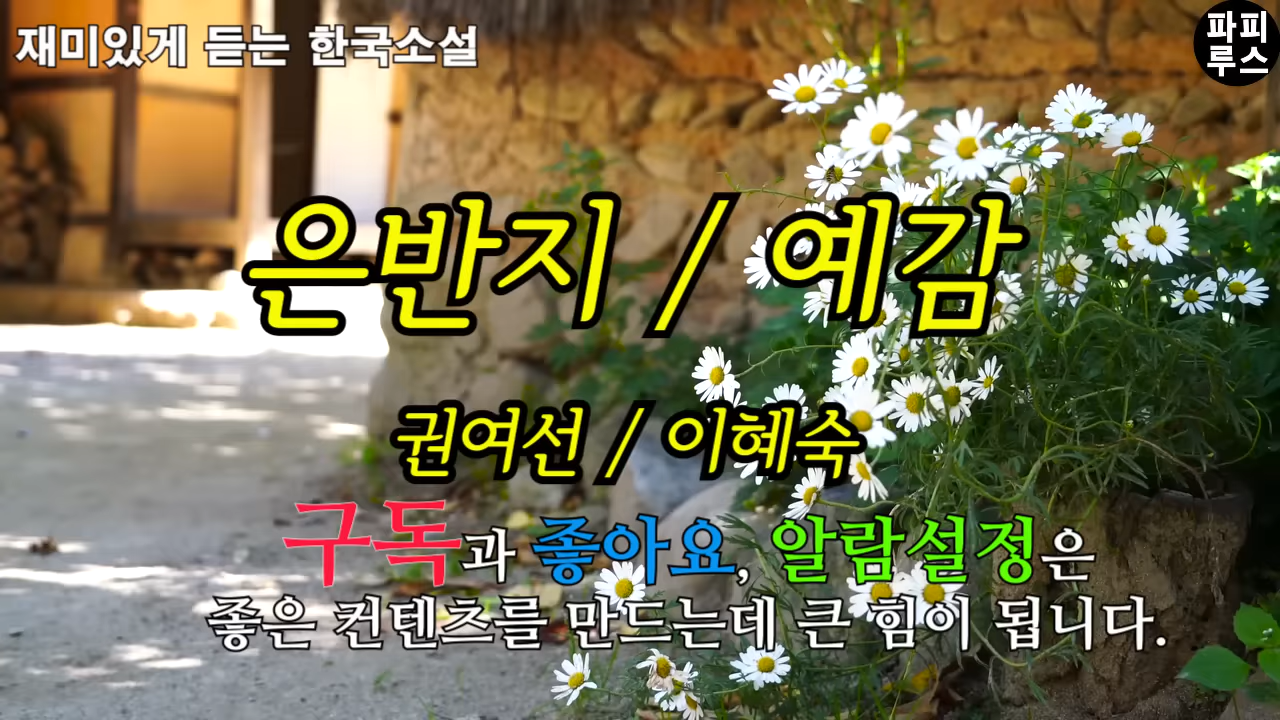 재미있게 듣는 한국소설
파피
루스
은반지 / 예감
권여선 / 이혜숙
구독과 좋아요, 알람설정은
좋은 컨텐츠를 만드는데 큰 힘이 됩니다.